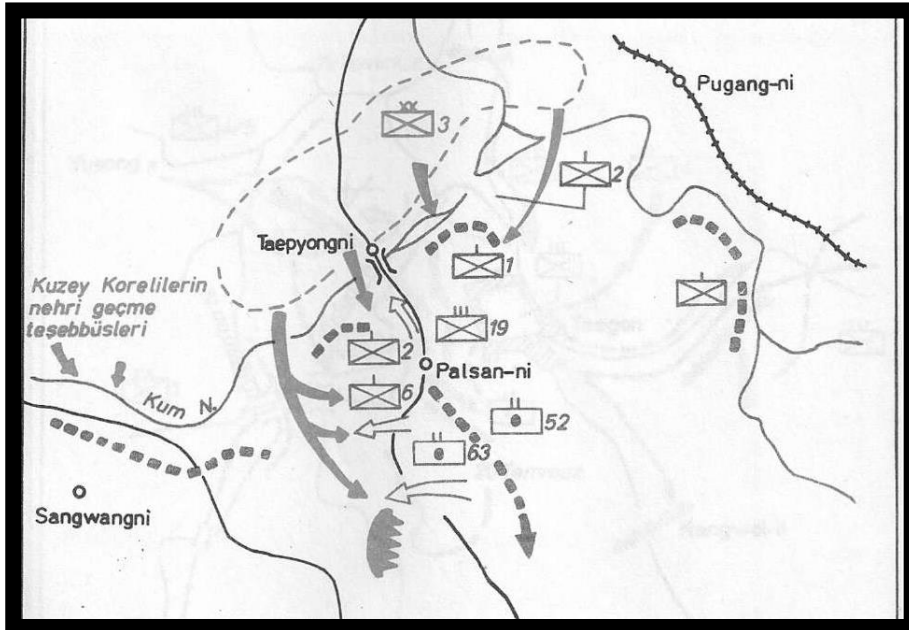 Pugang-ni
3
2
Taepyongni
1
Kuzey Korelilerin
nehri geçme
teşebbüsleri
19
2
Palsan-ni
6
Kum N.
52
63
Sangwangni